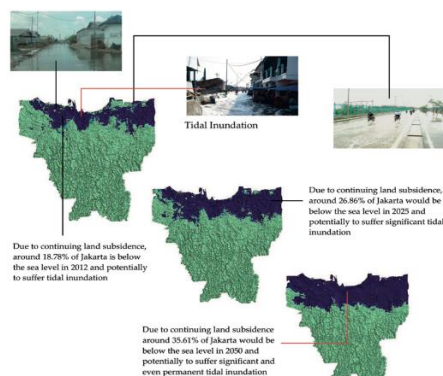 Tidal Inundation
Due to continuing land subsidence,
around 26.86% of Jakarta would be
below the sea level in 2025 and
potentially to suffer significant tidal
inundation
Due to continuing land subsidence,
around 18.78% of Jakarta is below
the sea level in 2012 and potentially
to suffer tidal inundation
Due to continuing land subsidence
around 35.61% of Jakarta would be
below the sea level in 2050 and
potentially to suffer significant and
even permanent tidal inundation